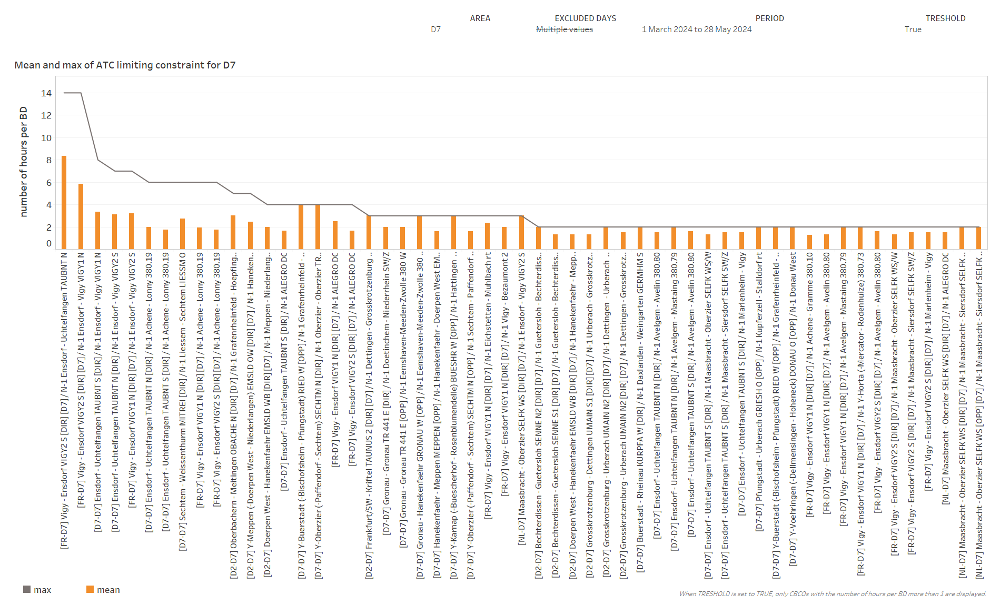 AREA EXCLUDED DAYS PERIOD TRESHOLD
D7 Multiple values 1 March 2024 to 28 May 2024 True
Mean and max of ATC limiting constraint for D7
number of hours per BD
14
12
10
8
6
4
2
0
[FR-D7] Vigy - Ensdorf VIGY2 S [DIR] [D7] / N-1 Ensdorf - Uchtelfangen TAUBNT N
[FR-D7] Vigy - Ensdorf VIGY2 S [DIR] [D7] / N-1 Ensdorf - Vigy VIGY1 N
[D7-D7] Ensdorf - Uchtelfangen TAUBNT S [DIR] / N-1 Ensdorf - Vigy VIGY1 N
[D7-D7] Ensdorf - Uchtelfangen TAUBNT N [DIR] / N-1 Ensdorf - Vigy VIGY2 S
[FR-D7] Vigy - Ensdorf VIGY1 N [DIR] [D7] / N-1 Ensdorf - Vigy VIGY2 S
[D7-D7] Ensdorf - Uchtelfangen TAUBNT N [DIR] / N-1 Achene - Lonny 380.19
[D7-D7] Ensdorf - Uchtelfangen TAUBNT S [DIR] / N-1 Achene - Lonny 380.19
[D7-D7] Sechtem - Weissenthurm MITREI [DIR] / N-1 Liessem - Sechtem LIESSM O
[FR-D7] Vigy - Ensdorf VIGY1 N [DIR] [D7] / N-1 Achene - Lonny 380.19
[FR-D7] Vigy - Ensdorf VIGY2 S [DIR] [D7] / N-1 Achene - Lonny 380.19
[D2-D7] Oberbachern - Meitingen OBACHE N [DIR] [D7] / N-1 Grafenrheinfeld - Hoepfing..
[D2-D7] Y-Meppen (-Doerpen West - Niederlangen) EMSLD OW [DIR] [D7] / N-1 Haneken..
[D2-D7] Doerpen West - Hanekenfaehr EMSLD WB [DIR] [D7] / N-1 Meppen - Niederlang..
[D7-D7] Ensdorf - Uchtelfangen TAUBNT S [DIR] / N-1 ALEGRO DC
[D7-D7] Y-Buerstadt (-Bischofsheim - Pfungstadt) RIED W [OPP] / N-1 Grafenrheinfeld - ..
[D7-D7] Y-Oberzier (-Paffendorf - Sechtem) SECHTM N [DIR] / N-1 Oberzier - Oberzier TR..
[FR-D7] Vigy - Ensdorf VIGY1 N [DIR] [D7] / N-1 ALEGRO DC
[FR-D7] Vigy - Ensdorf VIGY2 S [DIR] [D7] / N-1 ALEGRO DC
[D2-D7] Frankfurt/SW - Kriftel TAUNUS 2 [DIR] [D7] / N-1 Dettingen - Grosskrotzenburg ..
[D7-D7] Gronau - Gronau TR 441 E [DIR] / N-1 Doetinchem - Niederrhein SW/Z
[D7-D7] Gronau - Gronau TR 441 E [OPP] / N-1 Eemshaven-Meeden-Zwolle 380 W
[D7-D7] Gronau - Hanekenfaehr GRONAU W [OPP] / N-1 Eemshaven-Meeden-Zwolle 380 ..
[D7-D7] Hanekenfaehr - Meppen MEPPEN [OPP] / N-1 Hanekenfaehr - Doerpen West EM..
[D7-D7] Y-Karnap (-Buescherhof - Rosenblumendelle) BUESHR W [OPP] / N-1 Hattingen ..
[D7-D7] Y-Oberzier (-Paffendorf - Sechtem) SECHTM N [OPP] / N-1 Sechtem - Paffendorf ..
[FR-D7] Vigy - Ensdorf VIGY1 N [DIR] [D7] / N-1 Eichstetten - Muhlbach rt
[FR-D7] Vigy - Ensdorf VIGY1 N [DIR] [D7] / N-1 Vigy - Bezaumont 2
[NL-D7] Maasbracht - Oberzier SELFK WS [DIR] [D7] / N-1 Ensdorf - Vigy VIGY2 S
[D2-D7] Bechterdissen - Guetersloh SENNE N2 [DIR] [D7] / N-1 Guetersloh - Bechterdiss..
[D2-D7] Bechterdissen - Guetersloh SENNE S1 [DIR] [D7] / N-1 Guetersloh - Bechterdiss..
[D2-D7] Doerpen West - Hanekenfaehr EMSLD WB [DIR] [D7] / N-1 Hanekenfaehr - Mepp..
[D2-D7] Grosskrotzenburg - Dettingen UMAIN S1 [DIR] [D7] / N-1 Urberach - Grosskrotz..
[D2-D7] Grosskrotzenburg - Urberach UMAIN N2 [DIR] [D7] / N-1 Dettingen - Urberach ..
[D2-D7] Grosskrotzenburg - Urberach UMAIN N2 [DIR] [D7] / N-1 Dettingen - Grosskrotz..
[D7-D7] Buerstadt - Rheinau KURPFA W [DIR] / N-1 Daxlanden - Weingarten GERMHM S
[D7-D7] Ensdorf - Uchtelfangen TAUBNT N [DIR] / N-1 Avelgem - Avelin 380.80
[D7-D7] Ensdorf - Uchtelfangen TAUBNT N [DIR] / N-1 Avelgem - Mastaing 380.79
[D7-D7] Ensdorf - Uchtelfangen TAUBNT S [DIR] / N-1 Avelgem - Avelin 380.80
[D7-D7] Ensdorf - Uchtelfangen TAUBNT S [DIR] / N-1 Maasbracht - Oberzier SELFK WS/W
[D7-D7] Ensdorf - Uchtelfangen TAUBNT S [DIR] / N-1 Maasbracht - Siersdorf SELFK SW/Z
[D7-D7] Ensdorf - Uchtelfangen TAUBNT S [DIR] / N-1 Marlenheim - Vigy
[D7-D7] Pfungstadt - Urberach GRIESH O [OPP] / N-1 Kupferzell - Stalldorf rt
[D7-D7] Y-Buerstadt (-Bischofsheim - Pfungstadt) RIED W [OPP] / N-1 Grafenrheinfeld - ..
[D7-D7] Y-Voehringen (-Dellmensingen - Hoheneck) DONAU O [OPP] / N-1 Donau West
[FR-D7] Vigy - Ensdorf VIGY1 N [DIR] [D7] / N-1 Achene - Gramme 380.10
[FR-D7] Vigy - Ensdorf VIGY1 N [DIR] [D7] / N-1 Avelgem - Avelin 380.80
[FR-D7] Vigy - Ensdorf VIGY1 N [DIR] [D7] / N-1 Avelgem - Mastaing 380.79
[FR-D7] Vigy - Ensdorf VIGY1 N [DIR] [D7] / N-1 Y-Horta (-Mercator - Rodenhuize) 380.73
[FR-D7] Vigy - Ensdorf VIGY2 S [DIR] [D7] / N-1 Avelgem - Avelin 380.80
[FR-D7] Vigy - Ensdorf VIGY2 S [DIR] [D7] / N-1 Maasbracht - Oberzier SELFK WS/W
[FR-D7] Vigy - Ensdorf VIGY2 S [DIR] [D7] / N-1 Maasbracht - Siersdorf SELFK SW/Z
[FR-D7] Vigy - Ensdorf VIGY2 S [DIR] [D7] / N-1 Marlenheim - Vigy
[NL-D7] Maasbracht - Oberzier SELFK WS [DIR] [D7] / N-1 ALEGRO DC
[NL-D7] Maasbracht - Oberzier SELFK WS [DIR] [D7] / N-1 Maasbracht - Siersdorf SELFK..
[NL-D7] Maasbracht - Oberzier SELFK WS [OPP] [D7] / N-1 Maasbracht - Siersdorf SELFK..
max mean
When TRESHOLD is set to TRUE, only CBCOs with the number of hours per BD more than 1 are displayed.